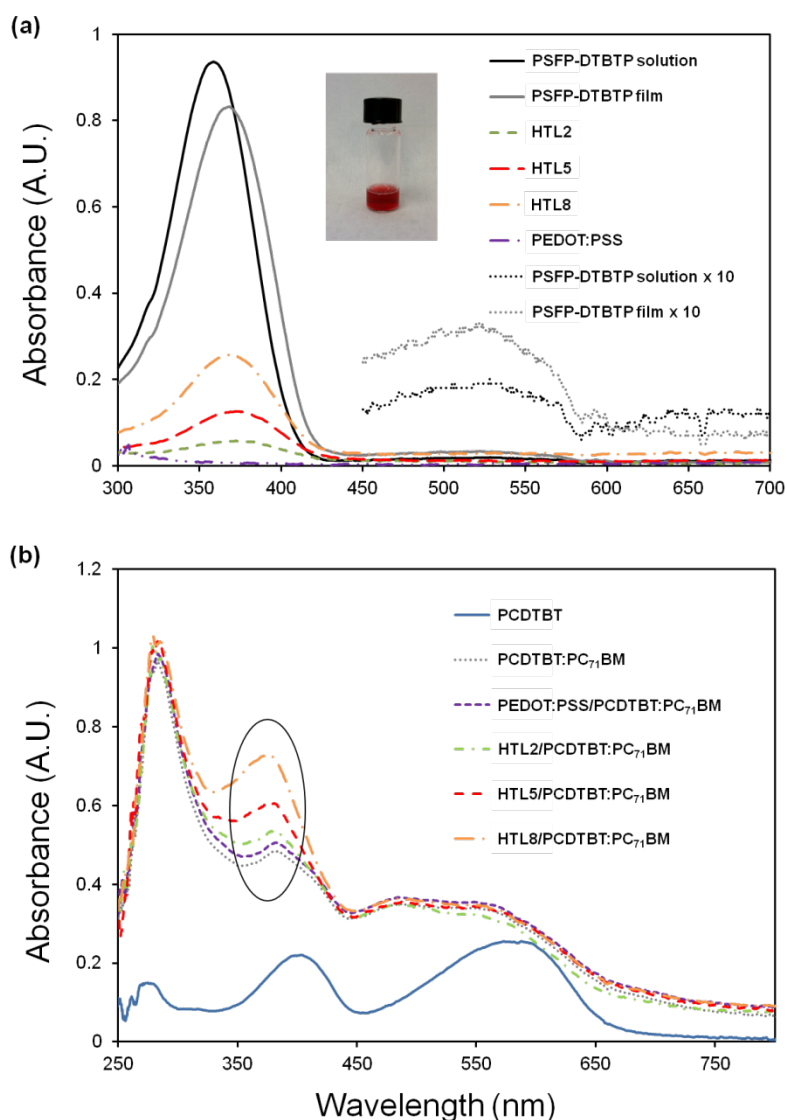 (a)
Absorbance (A.U.)
1
0.8
0.6
0.4
0.2
0
300 350 400 450 500 550 600 650 700
PSFP-DTBTP solution
PSFP-DTBTP film
HTL2
HTL5
HTL8
PEDOT:PSS
PSFP-DTBTP solution x 10
PSFP-DTBTP film x 10
(b)
Absorbance (A.U.)
1.2
1
0.8
0.6
0.4
0.2
0
250 350 450 550 650 750
PCDTBT
PCDTBT:PC₇₁BM
PEDOT:PSS/PCDTBT:PC₇₁BM
HTL2/PCDTBT:PC₇₁BM
HTL5/PCDTBT:PC₇₁BM
HTL8/PCDTBT:PC₇₁BM
Wavelength (nm)